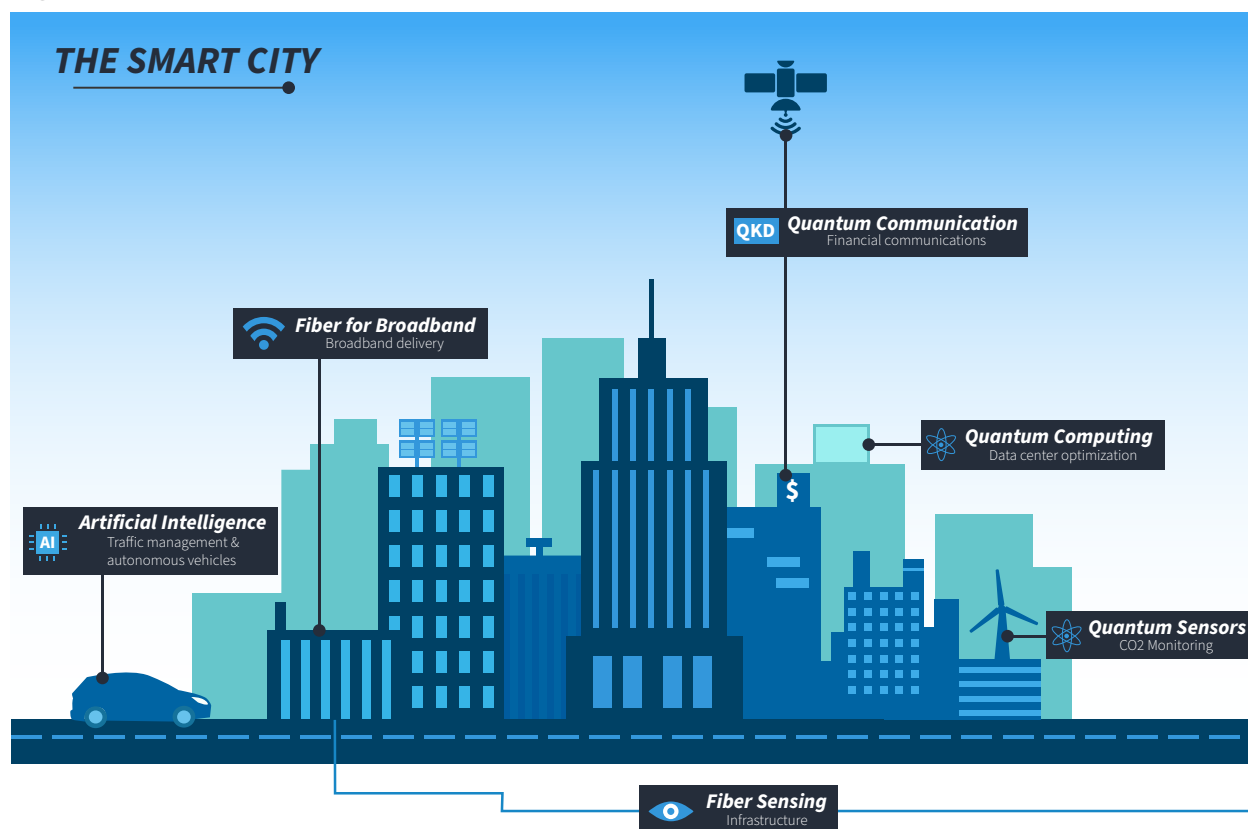 THE SMART CITY
QKD
Quantum Communication
Financial communications
Fiber for Broadband
Broadband delivery
Quantum Computing
Data center optimization
$
AI
Artificial Intelligence
Traffic management &
autonomous vehicles
Quantum Sensors
CO2 Monitoring
Fiber Sensing
Infrastructure